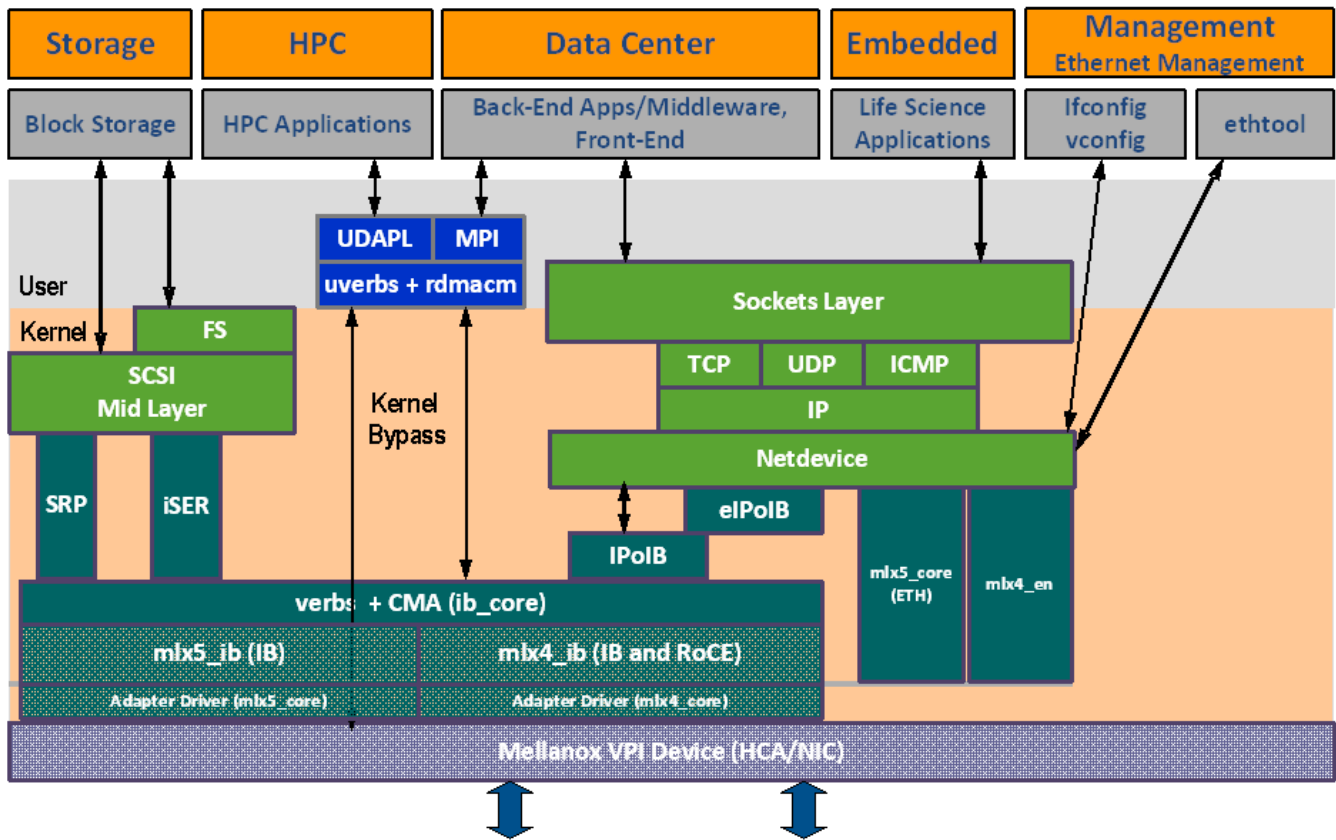 Storage
HPC
Data Center
Embedded
Management
Ethernet Management
Block Storage
HPC Applications
Back-End Apps/Middleware,
Front-End
Life Science
Applications
Ifconfig
vconfig
ethtool
UDAPL
MPI
uverbs + rdmacm
User
Kernel
FS
Sockets Layer
SCSI
Mid Layer
TCP
UDP
ICMP
IP
Kernel
Bypass
Netdevice
SRP
iSER
eIPoIB
IPoIB
mlx5_core
(ETH)
mlx4_en
verbs + CMA (ib_core)
mlx5_ib (IB)
mlx4_ib (IB and RoCE)
Adapter Driver (mlx5_core)
Adapter Driver (mlx4_core)
Mellanox VPI Device (HCA/NIC)